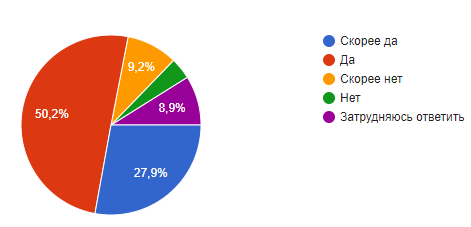 9,2%
50,2%
8,9%
27,9%
Скорее да
Да
Скорее нет
Нет
Затрудняюсь ответить